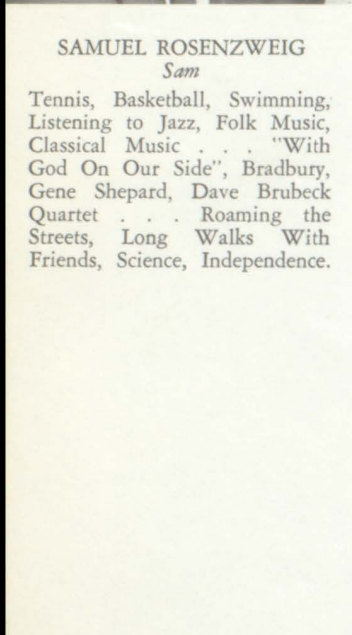 SAMUEL ROSENZWEIG
Sam
Tennis, Basketball, Swimming,
Listening to Jazz, Folk Music,
Classical Music . . . "With
God On Our Side", Bradbury,
Gene Shepard, Dave Brubeck
Quartet . . . Roaming the
Streets, Long Walks With
Friends, Science, Independence.